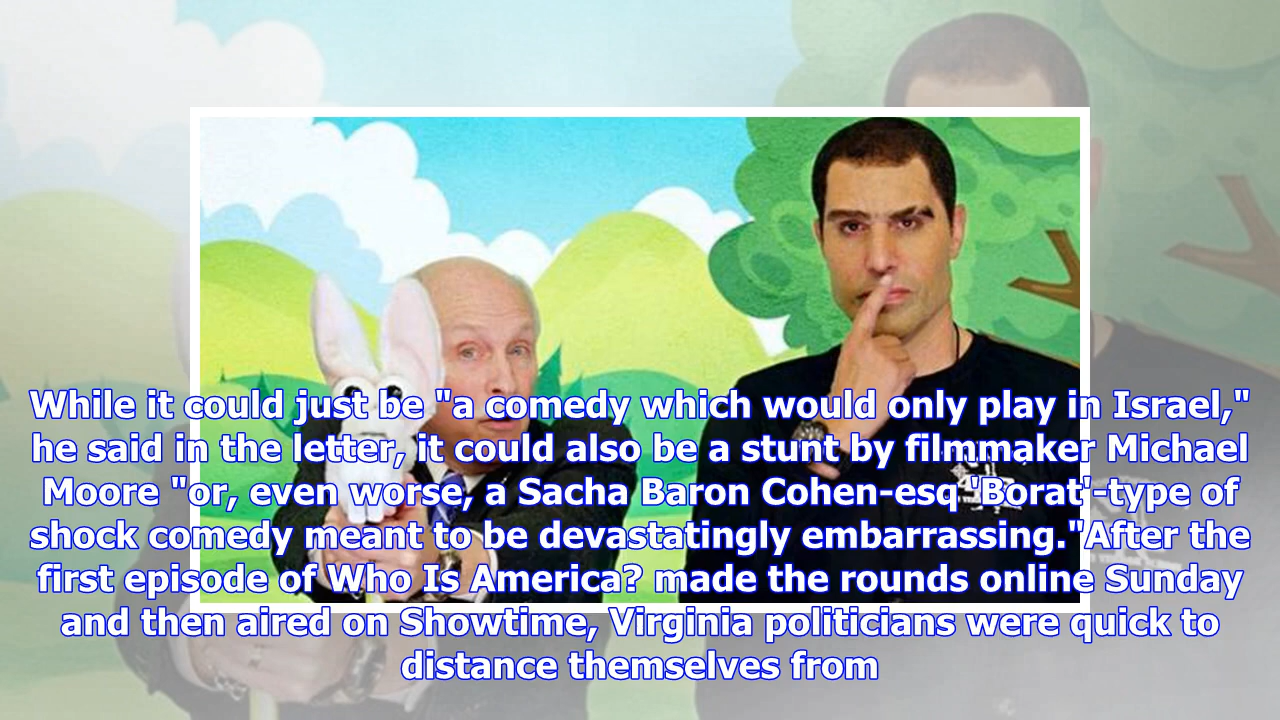 While it could just be "a comedy which would only play in Israel,"
he said in the letter, it could also be a stunt by filmmaker Michael
Moore "or, even worse, a Sacha Baron Cohen-esq 'Borat'-type of
shock comedy meant to be devastatingly embarrassing."After the
first episode of Who Is America? made the rounds online Sunday
and then aired on Showtime, Virginia politicians were quick to
distance themselves from